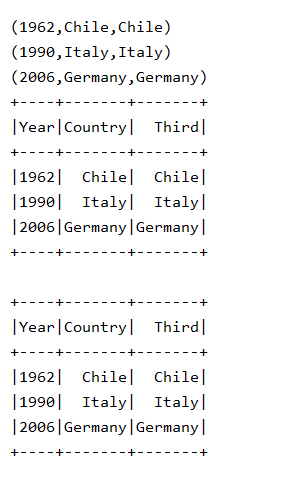 (1962,Chile,Chile)
(1990,Italy,Italy)
(2006,Germany,Germany)
+----+-------+-------+
|Year|Country|  Third|
+----+-------+-------+
|1962|  Chile|  Chile|
|1990|  Italy|  Italy|
|2006|Germany|Germany|
+----+-------+-------+

+----+-------+-------+
|Year|Country|  Third|
+----+-------+-------+
|1962|  Chile|  Chile|
|1990|  Italy|  Italy|
|2006|Germany|Germany|
+----+-------+-------+